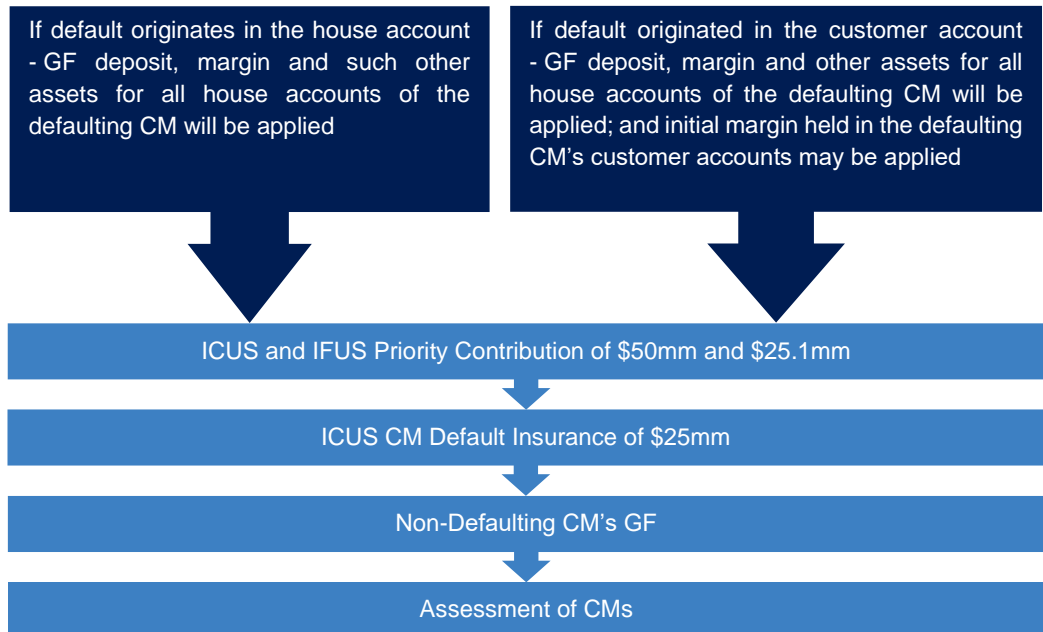 If default originates in the house account
- GF deposit, margin and such other
assets for all house accounts of the
defaulting CM will be applied
If default originated in the customer account
- GF deposit, margin and other assets for all
house accounts of the defaulting CM will be
applied; and initial margin held in the defaulting
CM's customer accounts may be applied
ICUS and IFUS Priority Contribution of $50mm and $25.1mm
ICUS CM Default Insurance of $25mm
Non-Defaulting CM's GF
Assessment of CMs